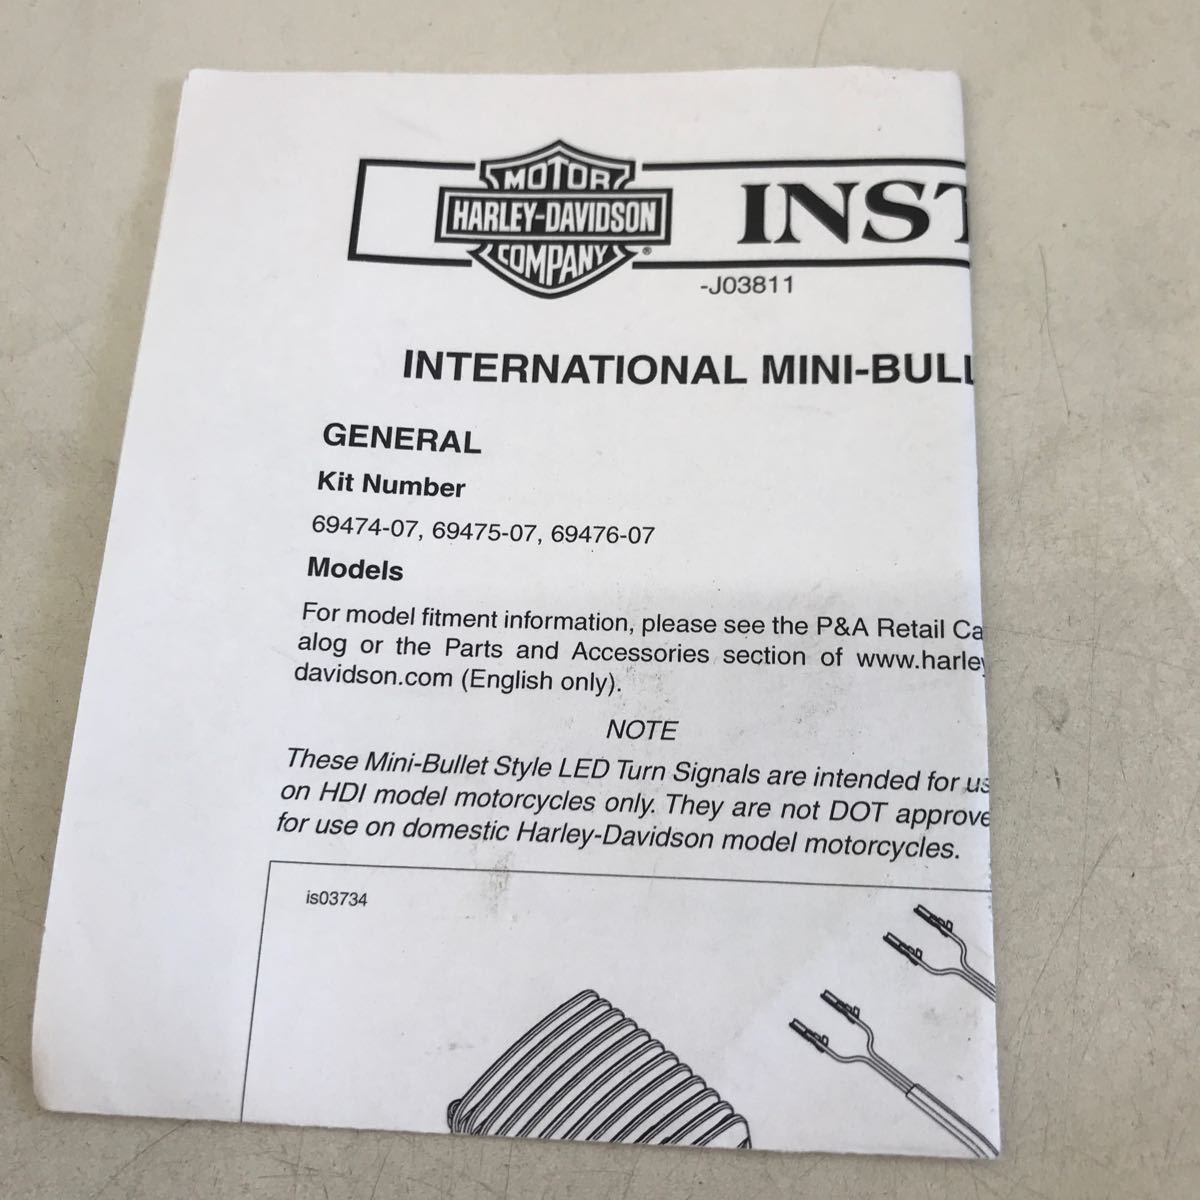 MOTOR
HARLEY-DAVIDSON
COMPANY
®
INST
-J03811
INTERNATIONAL MINI-BULL
GENERAL
Kit Number
69474-07, 69475-07, 69476-07
Models
For model fitment information, please see the P&A Retail Ca
alog or the Parts and Accessories section of www.harley
davidson.com (English only).
NOTE
These Mini-Bullet Style LED Turn Signals are intended for us
on HDI model motorcycles only. They are not DOT approve
for use on domestic Harley-Davidson model motorcycles.
is03734